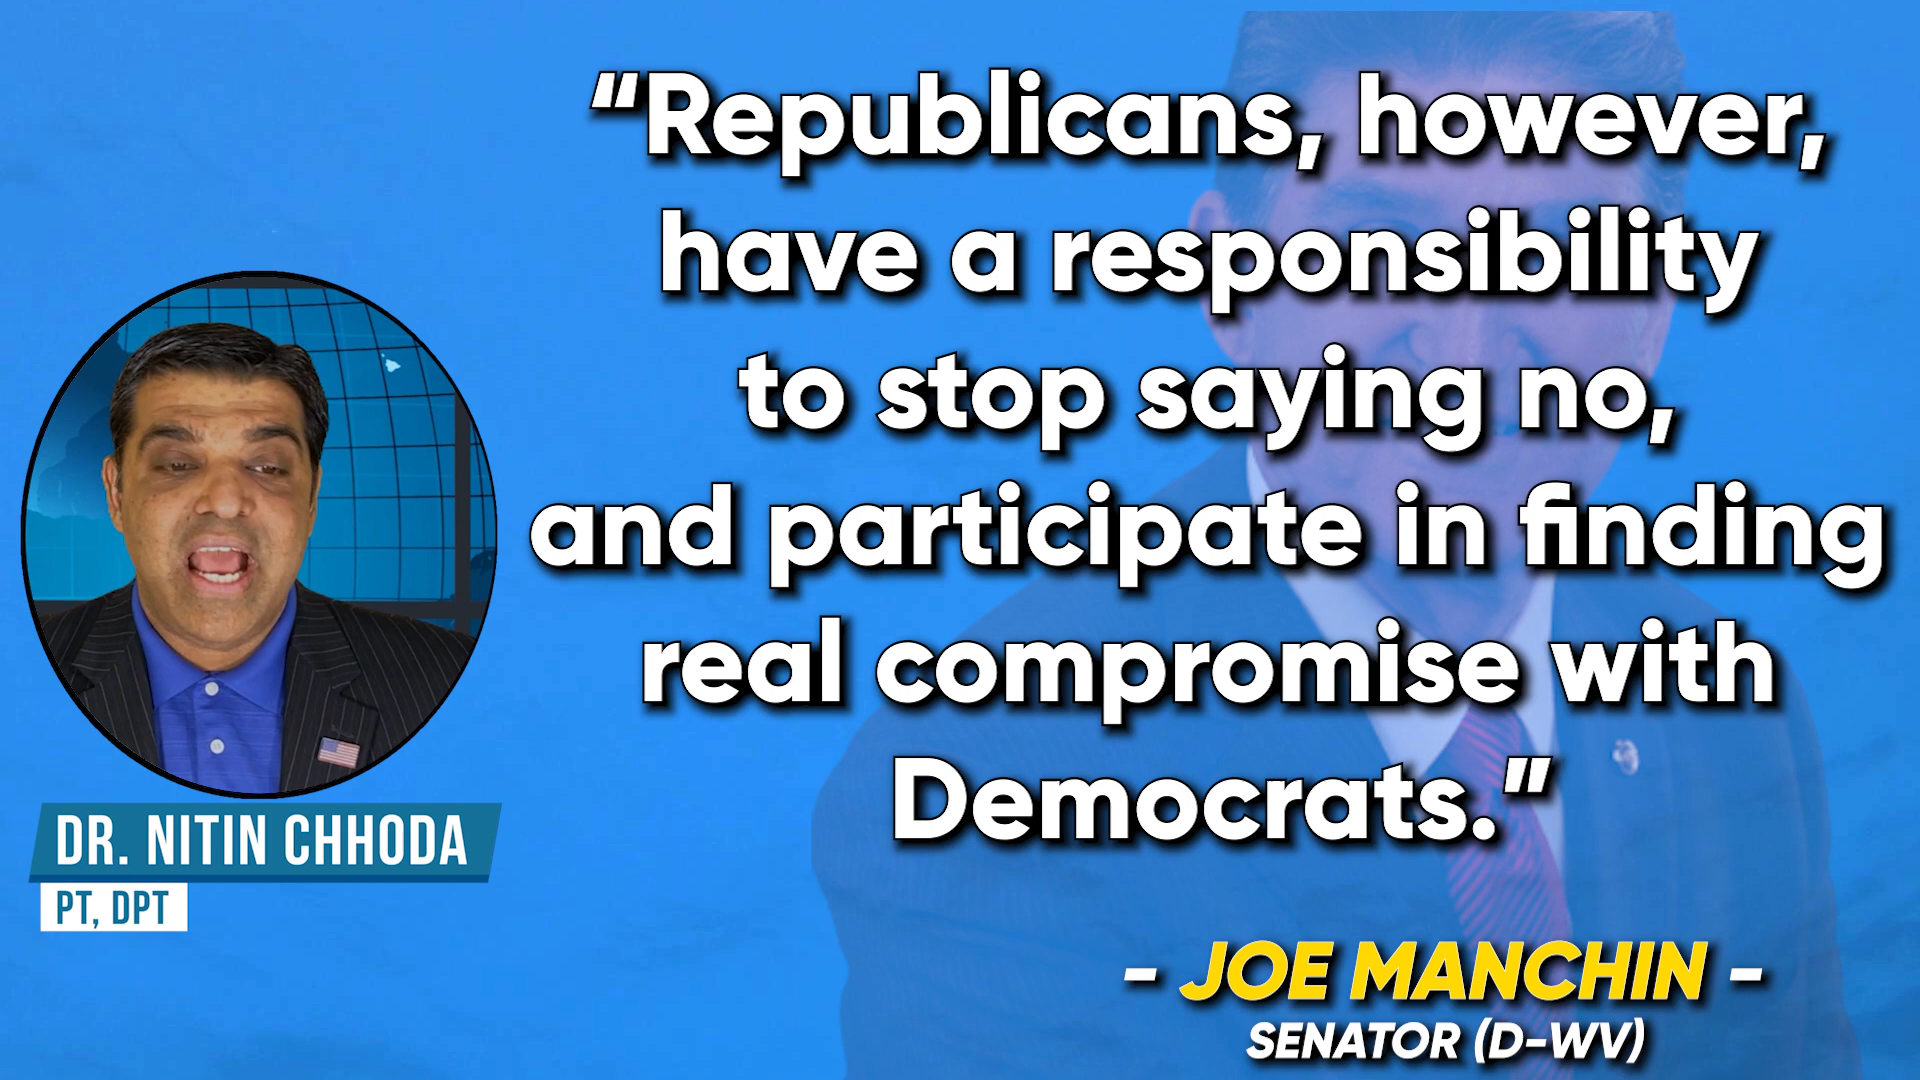 “Republicans, however,
have a responsibility
to stop saying no,
and participate in finding
real compromise with
Democrats.”
- JOE MANCHIN -
SENATOR (D-WV)
DR. NITIN CHHODA
PT, DPT